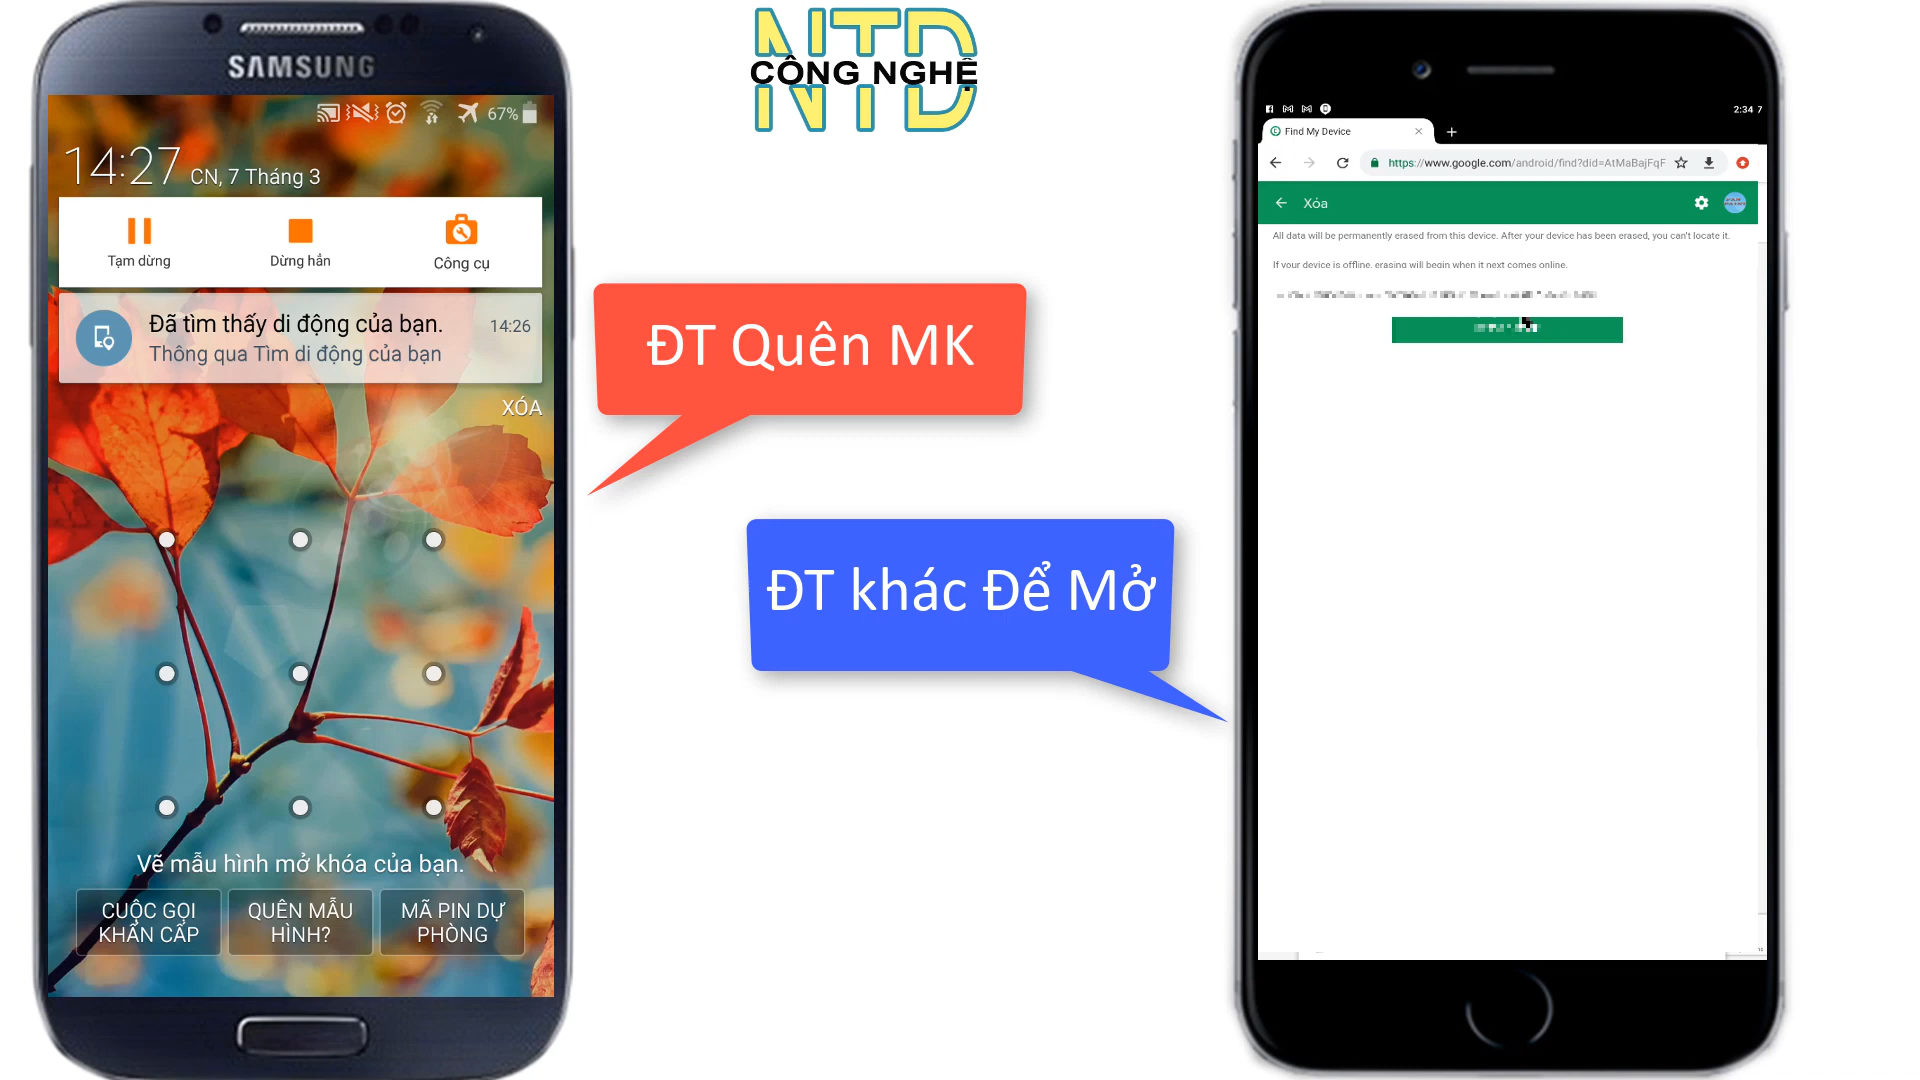 SAMSUNG
67%
14:27 CN, 7 Tháng 3
Tạm dừng
Dừng hẳn
Công cụ
Đã tìm thấy di động của bạn.
14:26
Thông qua Tìm di động của bạn
XÓA
Vẽ mẫu hình mở khóa của bạn.
CUỘC GỌI
KHẨN CẤP
QUÊN MẪU
HÌNH?
MÃ PIN DỰ
PHÒNG
NTD
CÔNG NGHỆ
NTD
ĐT Quên MK
ĐT khác Để Mở
2:34 7
Find My Device
https://www.google.com/android/find?did=AtMaBajFqF
Xóa
All data will be permanently erased from this device. After your device has been erased, you can't locate it.
If your device is offline, erasing will begin when it next comes online.